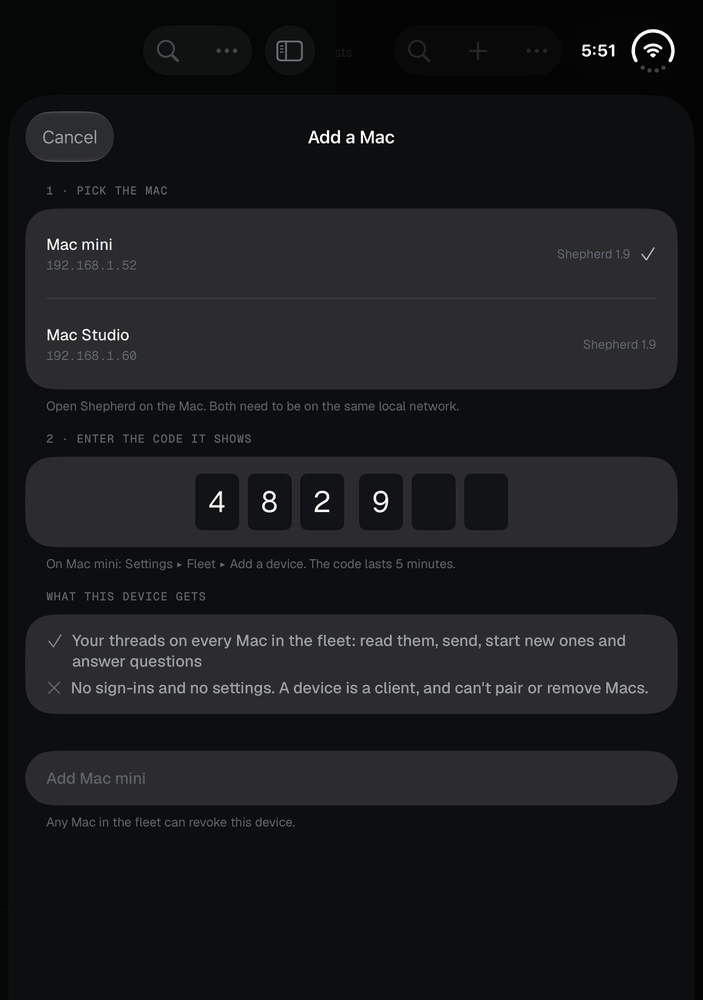 sts
5:51
Cancel
Add a Mac
1 · PICK THE MAC
Mac mini
192.168.1.52
Shepherd 1.9
Mac Studio
192.168.1.60
Shepherd 1.9
Open Shepherd on the Mac. Both need to be on the same local network.
2 · ENTER THE CODE IT SHOWS
4 8 2 9
On Mac mini: Settings ▸ Fleet ▸ Add a device. The code lasts 5 minutes.
WHAT THIS DEVICE GETS
Your threads on every Mac in the fleet: read them, send, start new ones and
answer questions
No sign-ins and no settings. A device is a client, and can't pair or remove Macs.
Add Mac mini
Any Mac in the fleet can revoke this device.